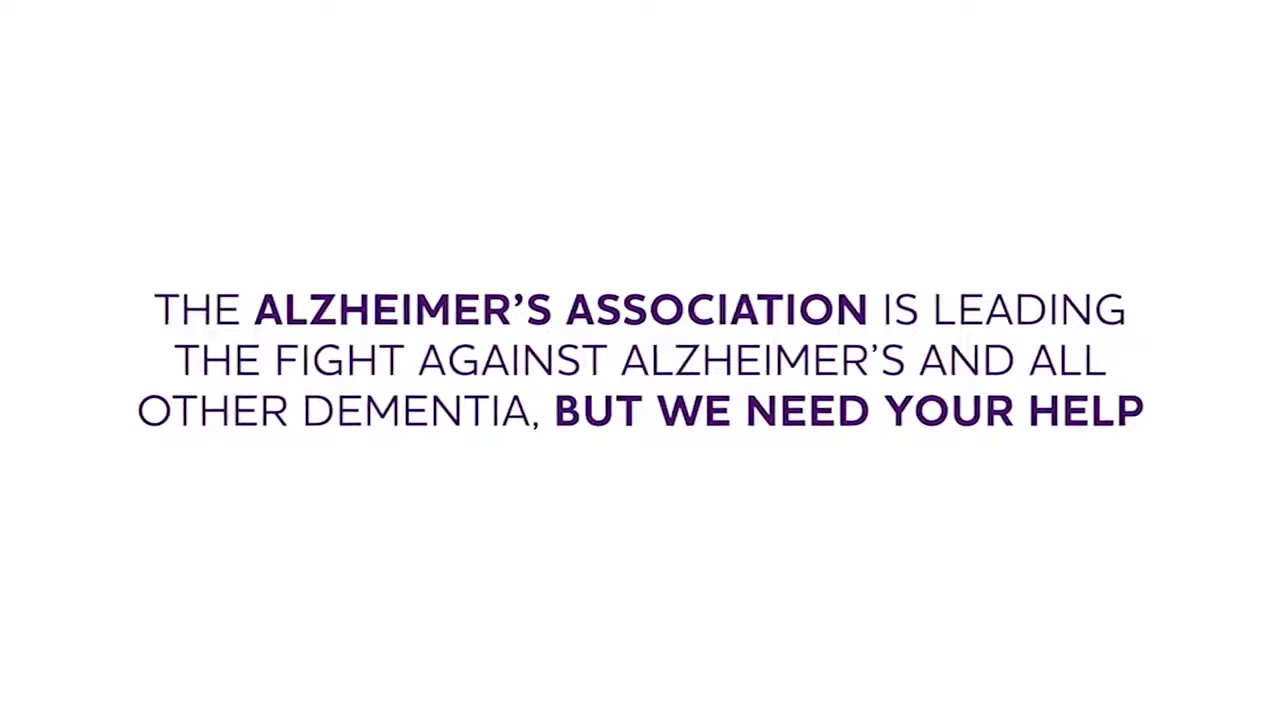 THE ALZHEIMER’S ASSOCIATION IS LEADING
THE FIGHT AGAINST ALZHEIMER’S AND ALL
OTHER DEMENTIA, BUT WE NEED YOUR HELP